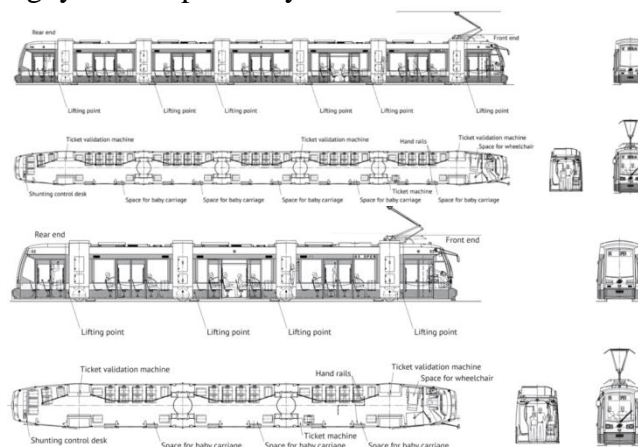 Rear end
Front end
Lifting point Lifting point Lifting point Lifting point Lifting point Lifting point
Ticket validation machine Ticket validation machine Hand rails Ticket validation machine
Space for wheelchair
Shunting control desk Space for baby carriage Space for baby carriage Space for baby carriage Space for baby carriage Ticket machine Space for baby carriage
Rear end
Front end
Lifting point Lifting point Lifting point Lifting point
Ticket validation machine Hand rails Ticket validation machine
Space for wheelchair
Shunting control desk Space for baby carriage Ticket machine Space for baby carriage